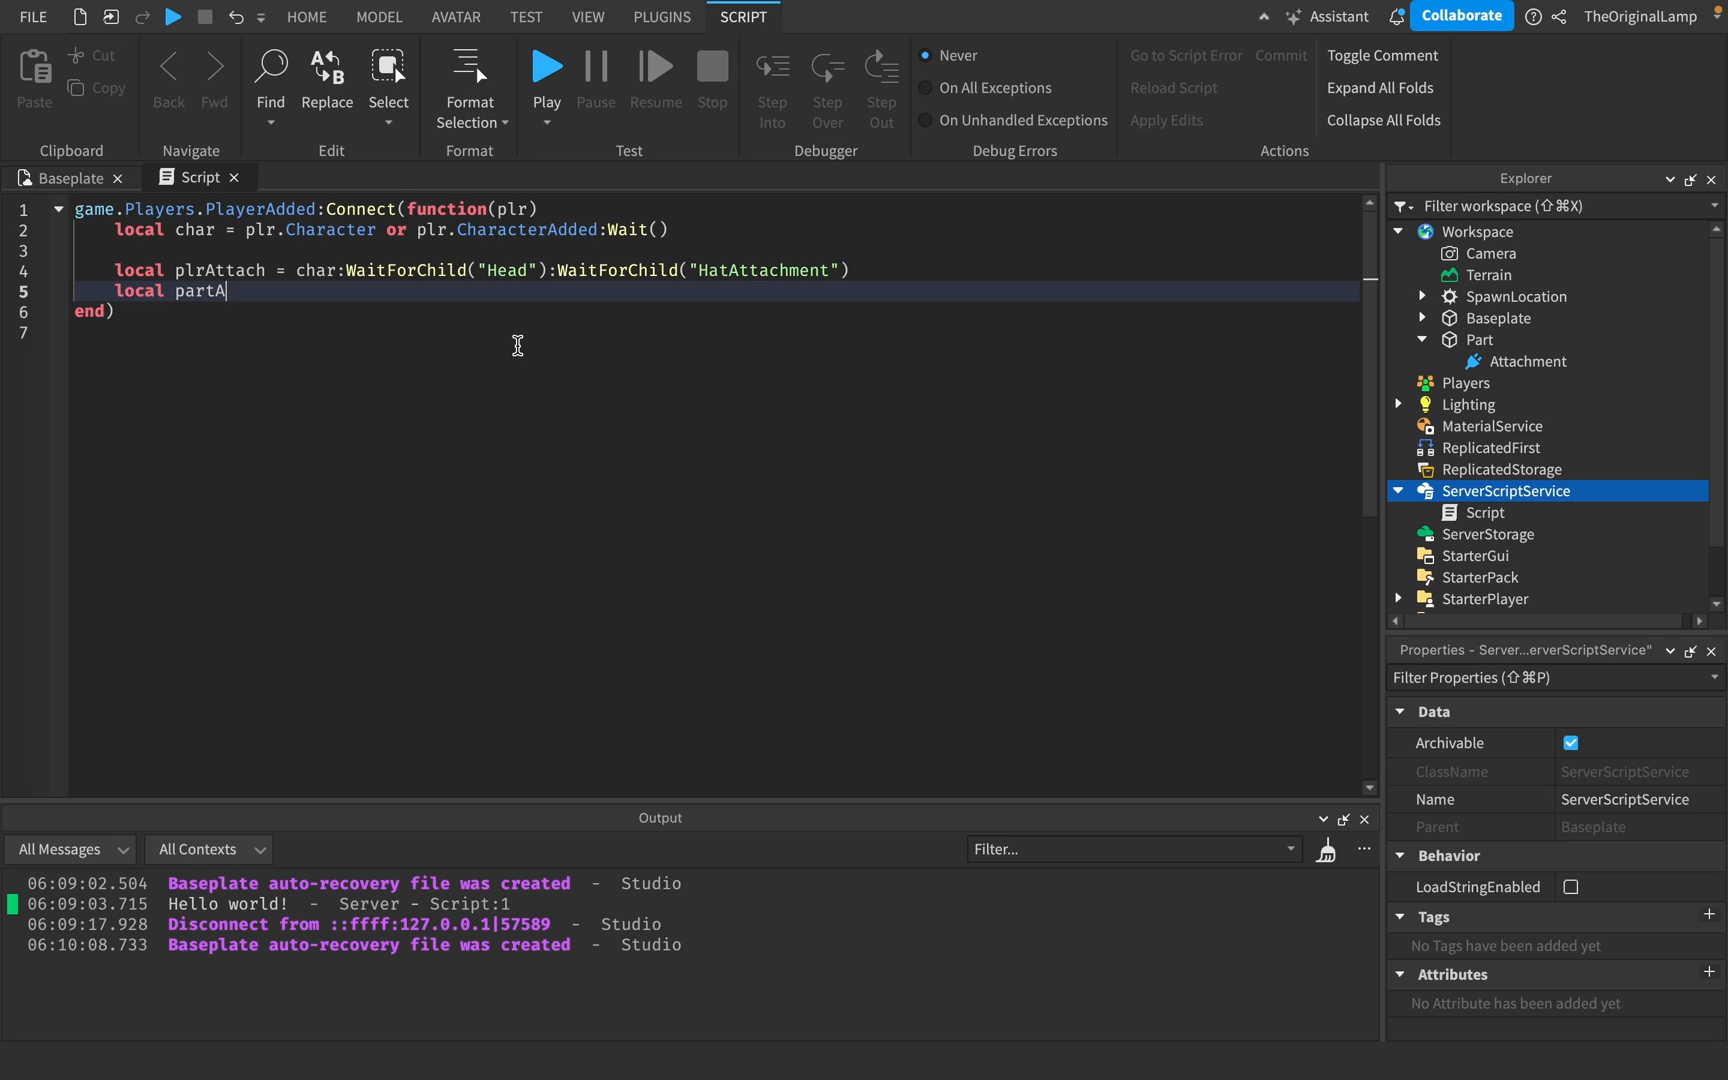 FILE HOME MODEL AVATAR TEST VIEW PLUGINS SCRIPT Assistant Collaborate TheOriginalLamp
Paste Cut Copy
Clipboard
Back Fwd
Navigate
Find Replace Select
Edit
Format Selection
Format
Play Pause Resume Stop
Test
Step Into Step Over Step Out
Debugger
Never
On All Exceptions
On Unhandled Exceptions
Debug Errors
Go to Script Error Commit Toggle Comment
Reload Script Expand All Folds
Apply Edits Collapse All Folds
Actions
Baseplate Script
1 game.Players.PlayerAdded:Connect(function(plr)
2 local char = plr.Character or plr.CharacterAdded:Wait()
3
4 local plrAttach = char:WaitForChild("Head"):WaitForChild("HatAttachment")
5 local partA
6 end)
7
Output
All Messages All Contexts Filter...
06:09:02.504 Baseplate auto-recovery file was created - Studio
06:09:03.715 Hello world! - Server - Script:1
06:09:17.928 Disconnect from ::ffff:127.0.0.1|57589 - Studio
06:10:08.733 Baseplate auto-recovery file was created - Studio
Explorer
Filter workspace (⇧⌘X)
Workspace
Camera
Terrain
SpawnLocation
Baseplate
Part
Attachment
Players
Lighting
MaterialService
ReplicatedFirst
ReplicatedStorage
ServerScriptService
Script
ServerStorage
StarterGui
StarterPack
StarterPlayer
Properties - Server...erverScriptService"
Filter Properties (⇧⌘P)
Data
Archivable
ClassName ServerScriptService
Name ServerScriptService
Parent Baseplate
Behavior
LoadStringEnabled
Tags
No Tags have been added yet
Attributes
No Attribute has been added yet